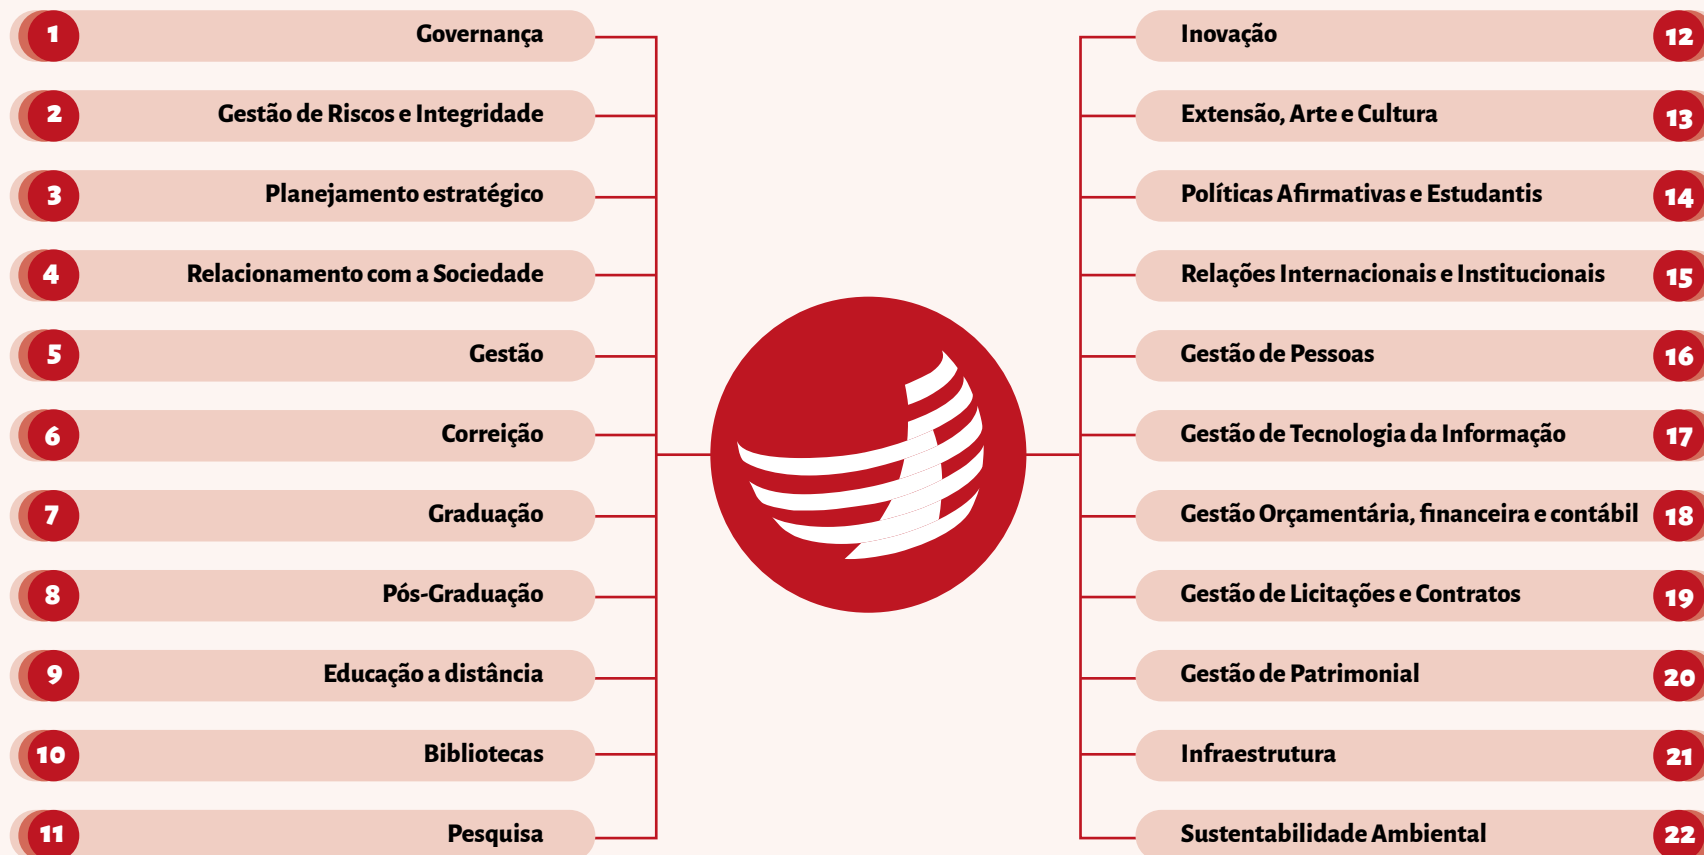 1 Governança
2 Gestão de Riscos e Integridade
3 Planejamento estratégico
4 Relacionamento com a Sociedade
5 Gestão
6 Correição
7 Graduação
8 Pós-Graduação
9 Educação a distância
10 Bibliotecas
11 Pesquisa
Inovação 12
Extensão, Arte e Cultura 13
Políticas Afirmativas e Estudantis 14
Relações Internacionais e Institucionais 15
Gestão de Pessoas 16
Gestão de Tecnologia da Informação 17
Gestão Orçamentária, financeira e contábil 18
Gestão de Licitações e Contratos 19
Gestão de Patrimonial 20
Infraestrutura 21
Sustentabilidade Ambiental 22